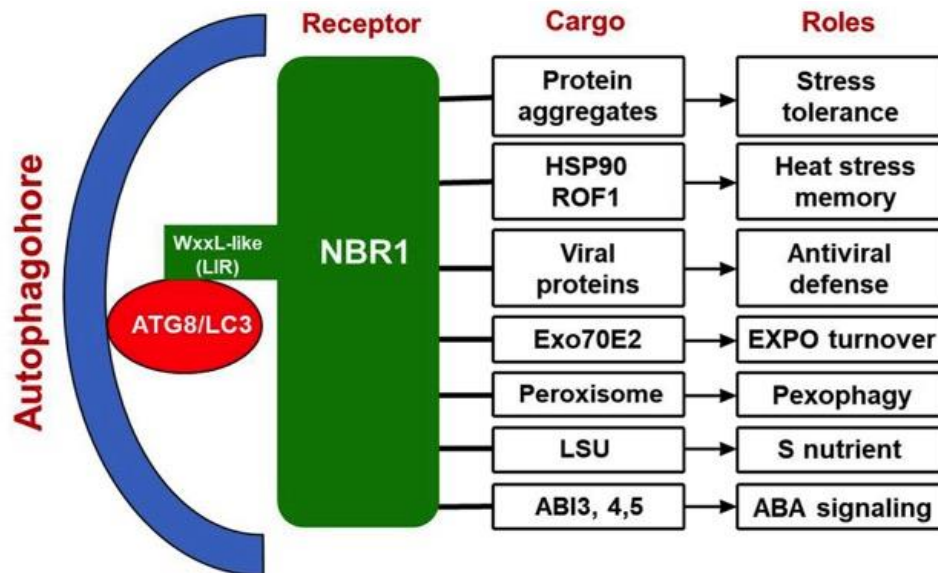 Autophagohore
Receptor
Cargo
Roles
WxxL-like
(LIR)
ATG8/LC3
NBR1
Protein
aggregates
Stress
tolerance
HSP90
ROF1
Heat stress
memory
Viral
proteins
Antiviral
defense
Exo70E2
EXPO turnover
Peroxisome
Pexophagy
LSU
S nutrient
ABI3, 4,5
ABA signaling